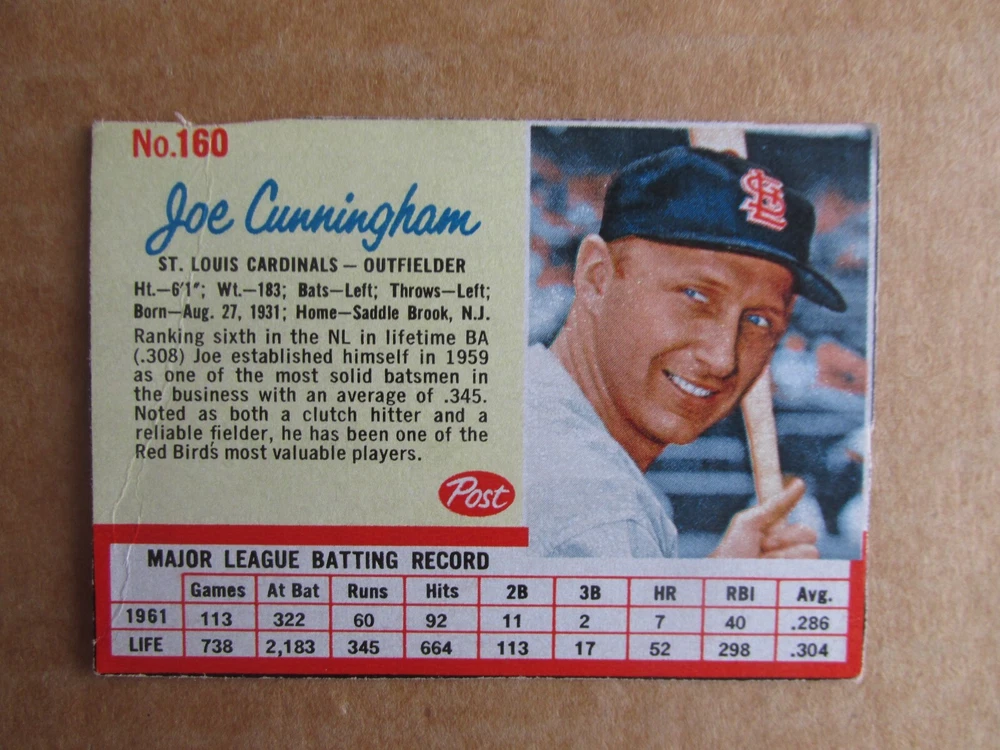 No.160
Joe Cunningham
ST. LOUIS CARDINALS — OUTFIELDER
Ht.—6'1"; Wt.—183; Bats—Left; Throws—Left;
Born—Aug. 27, 1931; Home—Saddle Brook, N.J.
Ranking sixth in the NL in lifetime BA
(.308) Joe established himself in 1959
as one of the most solid batsmen in
the business with an average of .345.
Noted as both a clutch hitter and a
reliable fielder, he has been one of the
Red Bird's most valuable players.
Post
StL
MAJOR LEAGUE BATTING RECORD
Games At Bat Runs Hits 2B 3B HR RBI Avg.
1961 113 322 60 92 11 2 7 40 .286
LIFE 738 2,183 345 664 113 17 52 298 .304